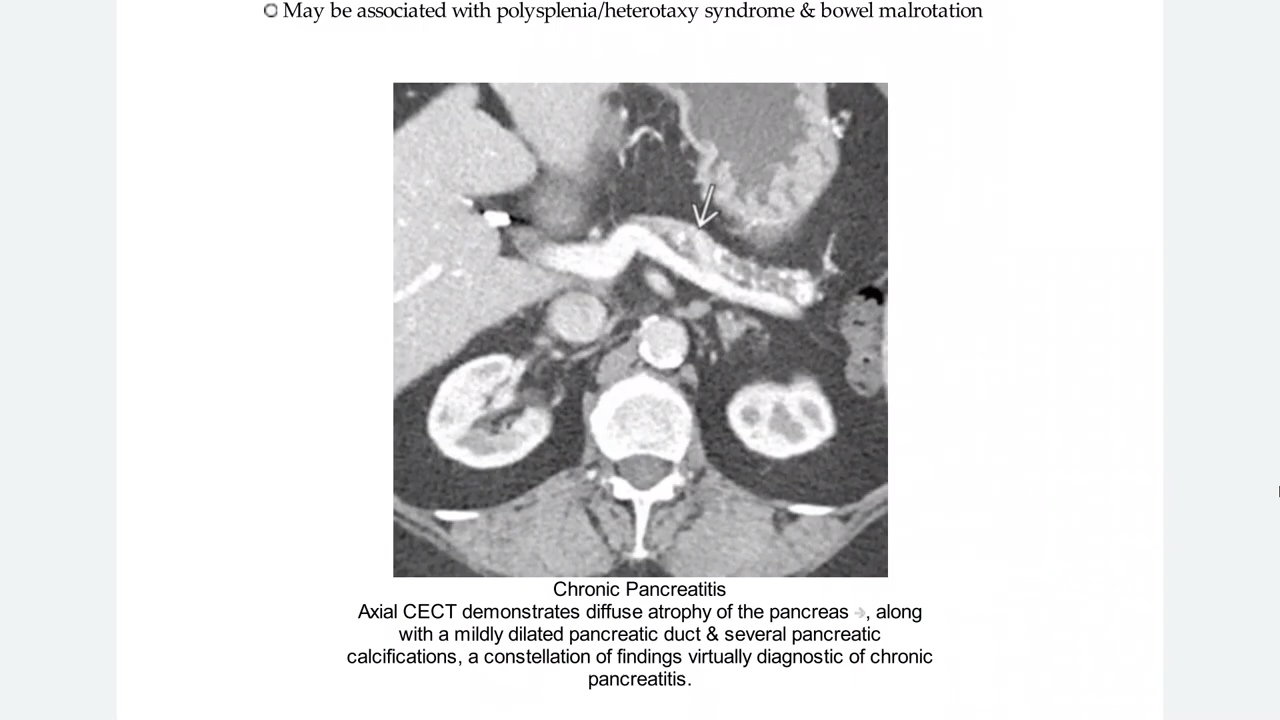 May be associated with polysplenia/heterotaxy syndrome & bowel malrotation
Chronic Pancreatitis
Axial CECT demonstrates diffuse atrophy of the pancreas ➔, along
with a mildly dilated pancreatic duct & several pancreatic
calcifications, a constellation of findings virtually diagnostic of chronic
pancreatitis.